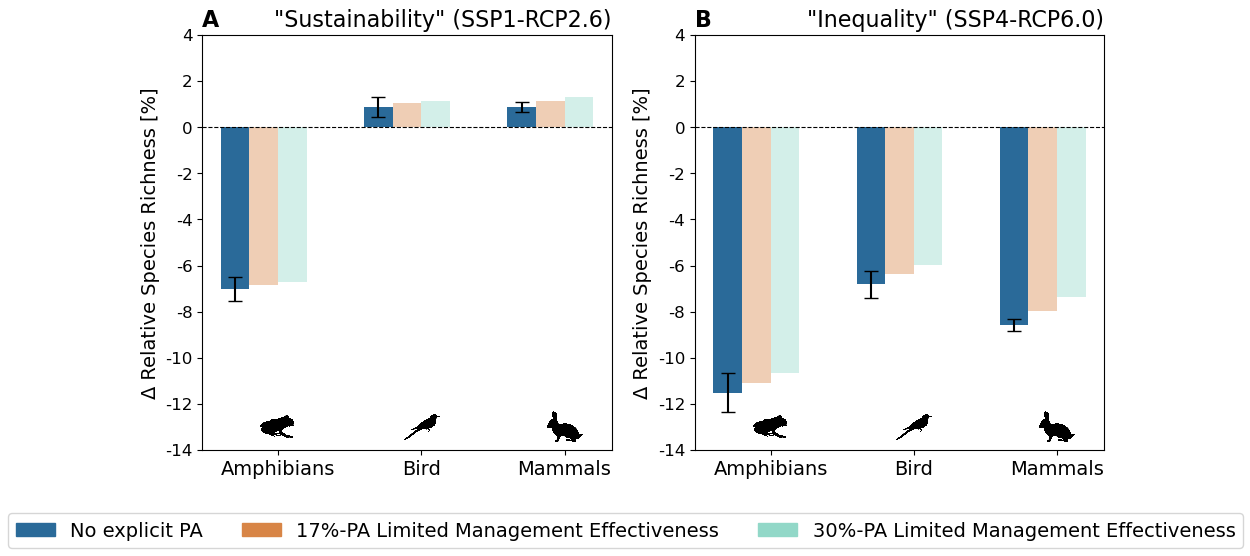 A "Sustainability" (SSP1-RCP2.6)
B "Inequality" (SSP4-RCP6.0)
Δ Relative Species Richness [%]
4
2
0
-2
-4
-6
-8
-10
-12
-14
Amphibians Bird Mammals
Δ Relative Species Richness [%]
4
2
0
-2
-4
-6
-8
-10
-12
-14
Amphibians Bird Mammals
No explicit PA 17%-PA Limited Management Effectiveness 30%-PA Limited Management Effectiveness